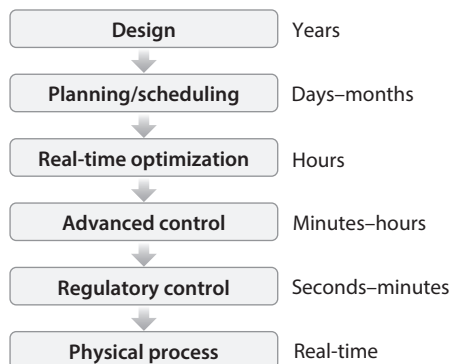 Design Years
Planning/scheduling Days–months
Real-time optimization Hours
Advanced control Minutes–hours
Regulatory control Seconds–minutes
Physical process Real-time